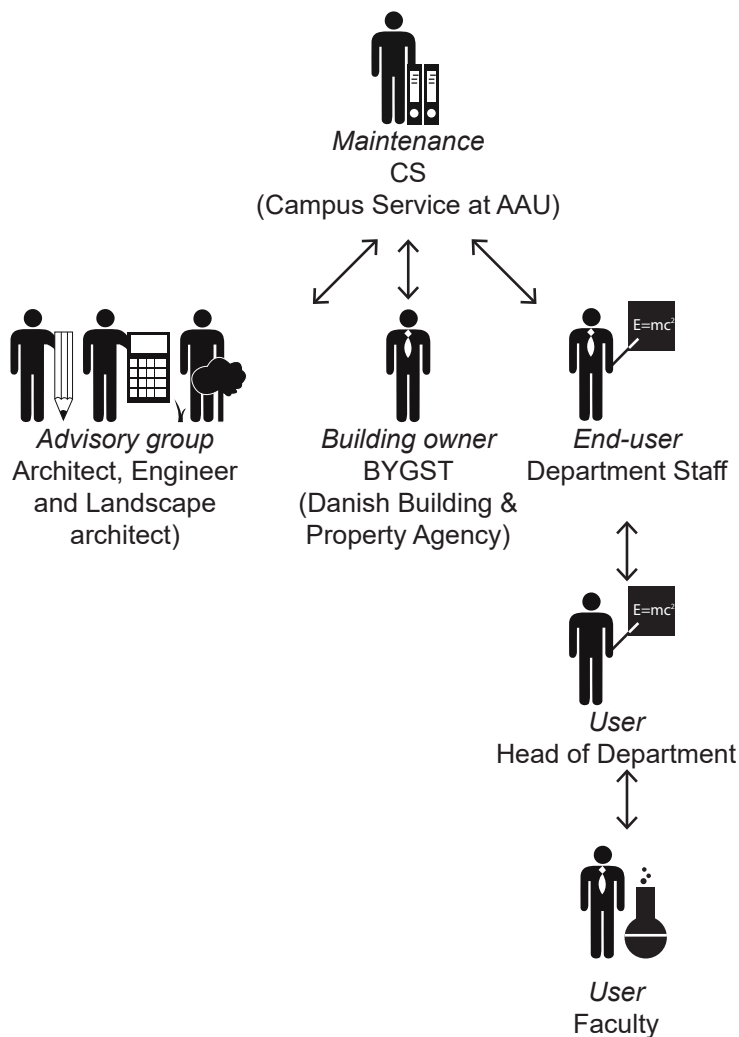 Maintenance
CS
(Campus Service at AAU)
E=mc²
Advisory group
Architect, Engineer
and Landscape
architect)
Building owner
BYGST
(Danish Building &
Property Agency)
End-user
Department Staff
E=mc²
User
Head of Department
User
Faculty